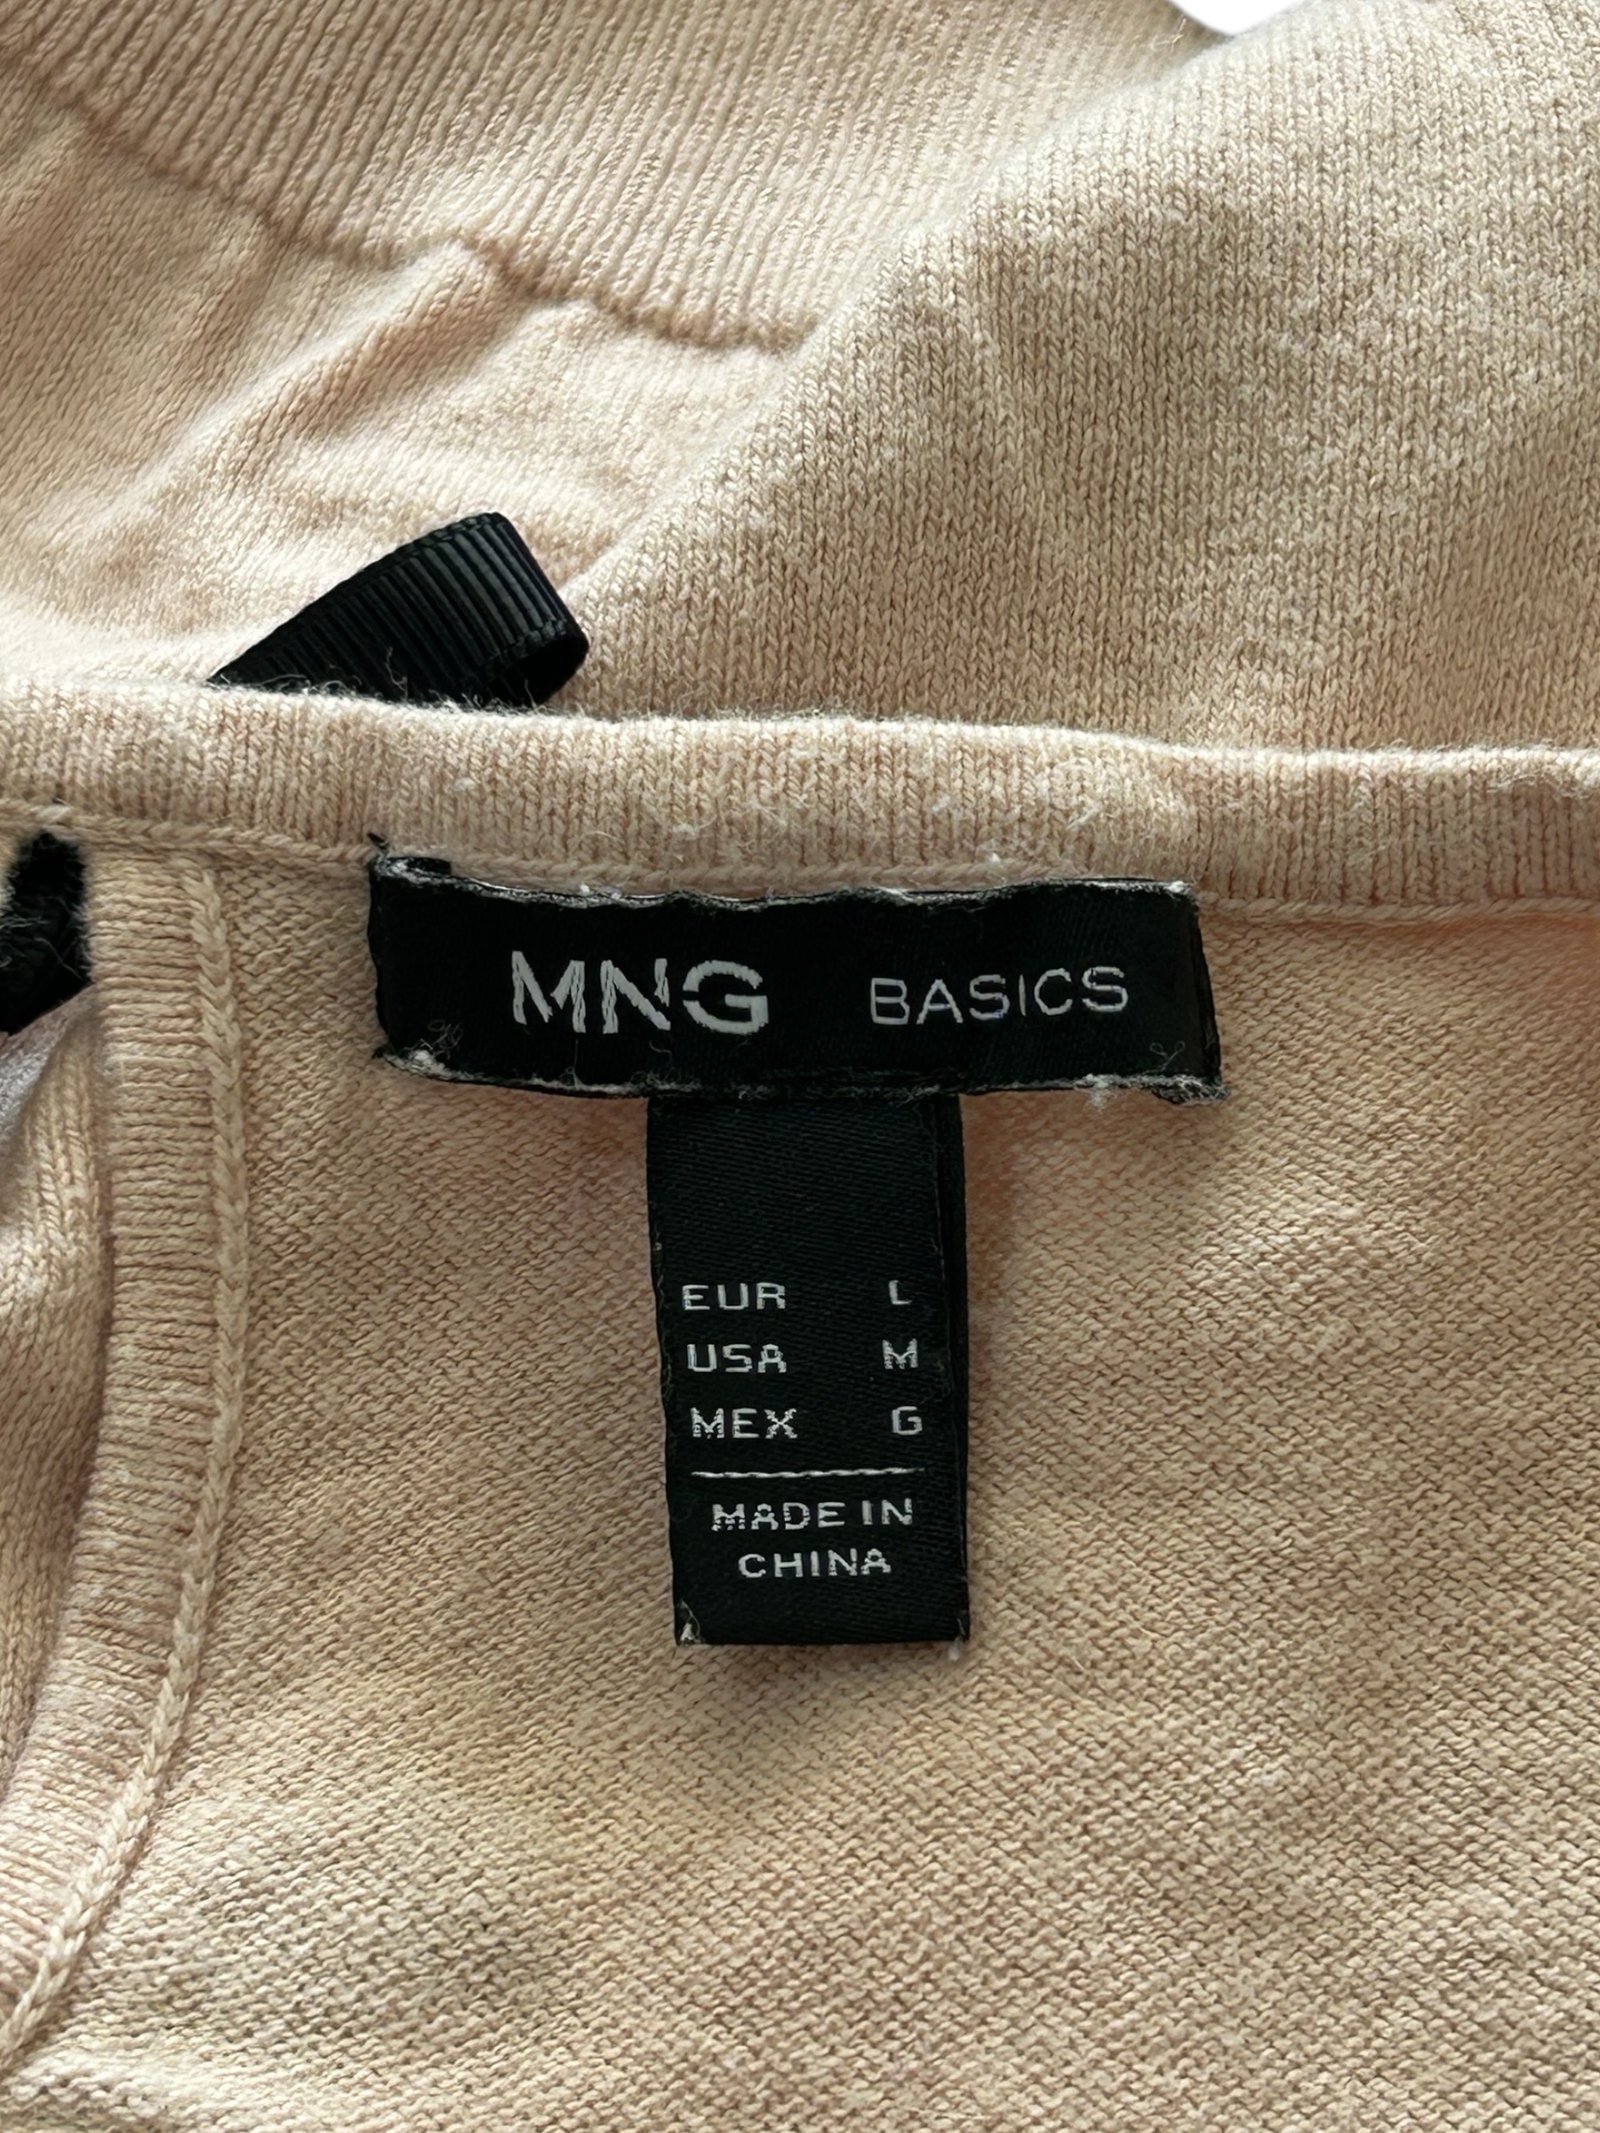 MNG BASICS
EUR L
USA M
MEX G
MADE IN
CHINA